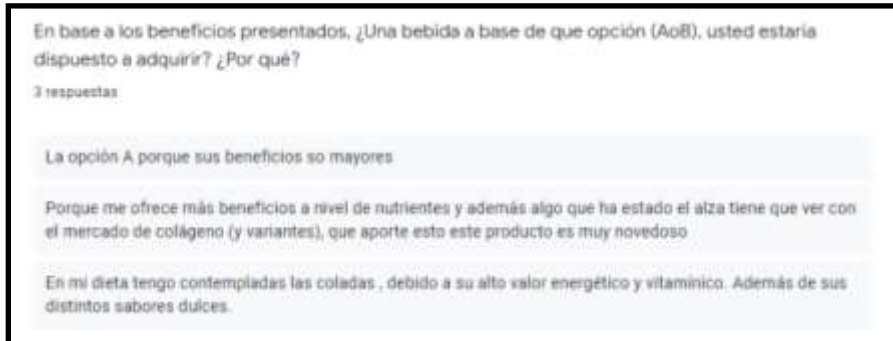 En base a los beneficios presentados, ¿Una bebida a base de que opción (AoB), usted estaría
dispuesto a adquirir? ¿Por qué?
3 respuestas
La opción A porque sus beneficios so mayores
Porque me ofrece más beneficios a nivel de nutrientes y además algo que ha estado el alza tiene que ver con
el mercado de colágeno (y variantes), que aporte esto este producto es muy novedoso
En mi dieta tengo contempladas las coladas , debido a su alto valor energético y vitamínico. Además de sus
distintos sabores dulces.